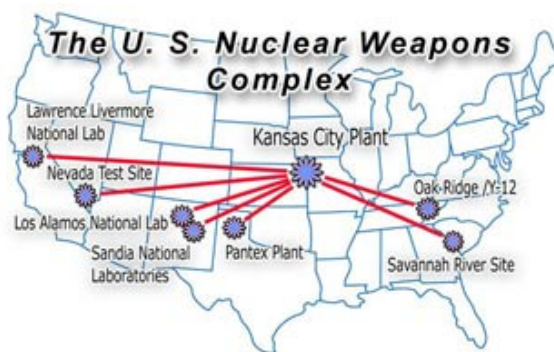 The U. S. Nuclear Weapons
Complex
Lawrence Livermore
National Lab
Kansas City Plant
Nevada Test Site
Oak Ridge /Y-12
Los Alamos National Lab
Sandia National
Laboratories
Pantex Plant
Savannah River Site